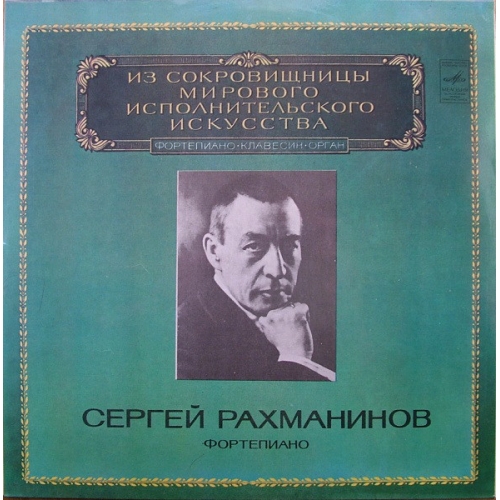 ИЗ СОКРОВИЩНИЦЫ
МИРОВОГО
ИСПОЛНИТЕЛЬСКОГО
ИСКУССТВА
ФОРТЕПИАНО·КЛАВЕСИН·ОРГАН
СЕРГЕЙ РАХМАНИНОВ
ФОРТЕПИАНО